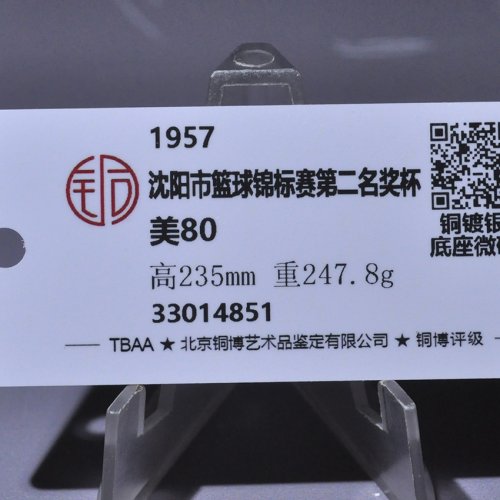 1957
沈阳市篮球锦标赛第二名奖杯
美80
高235mm 重247.8g
33014851
铜镀银
底座微
TBAA ★ 北京铜博艺术品鉴定有限公司 ★ 铜博评级